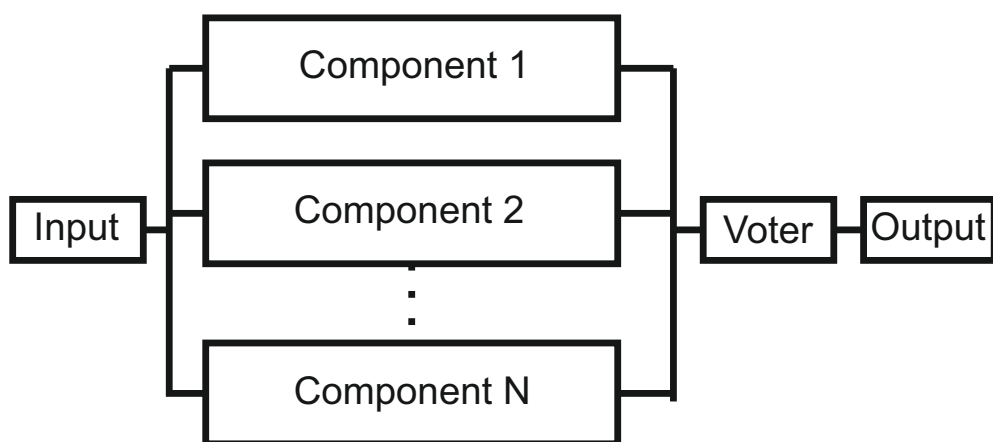 Component 1
Component 2
Input
Voter
Output
Component N